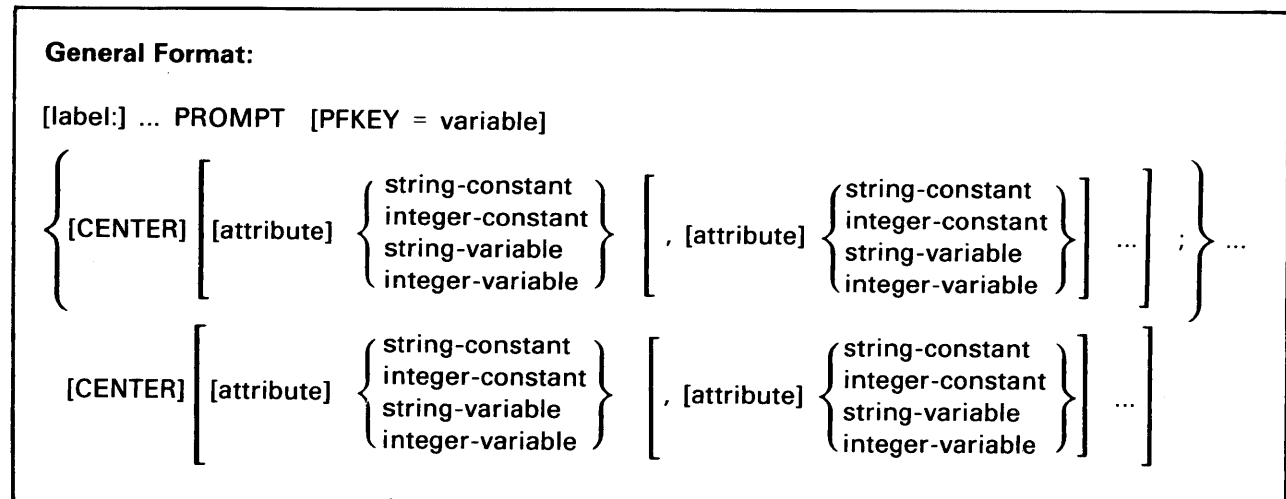 General Format:
[label:] ... PROMPT [PFKEY = variable]
{ [CENTER] [ [attribute] { string-constant integer-constant string-variable integer-variable } [ , [attribute] { string-constant integer-constant string-variable integer-variable } ] ... ] ; } ...
[CENTER] [ [attribute] { string-constant integer-constant string-variable integer-variable } [ , [attribute] { string-constant integer-constant string-variable integer-variable } ] ... ]